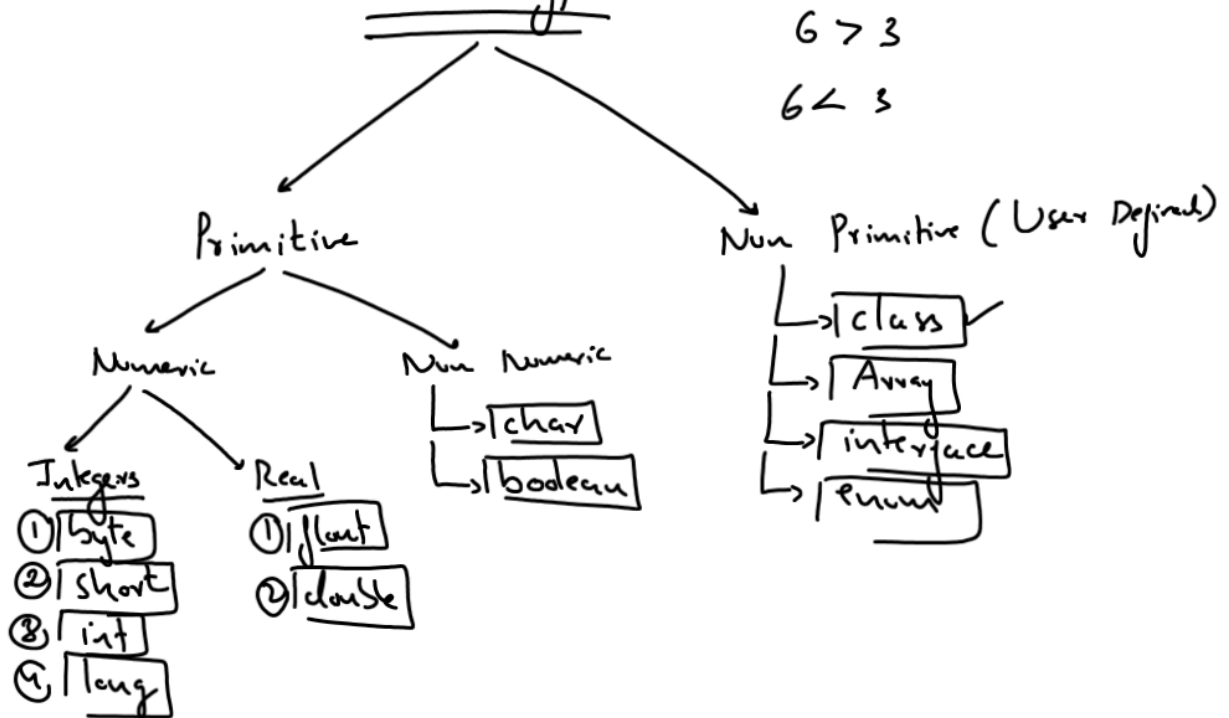 6 > 3
6 < 3
Primitive
Non Primitive (User Defined)
Numeric
Non Numeric
Integers
① byte
② short
③ int
④ long
Real
① float
② double
char
boolean
class
Array
interface
enum